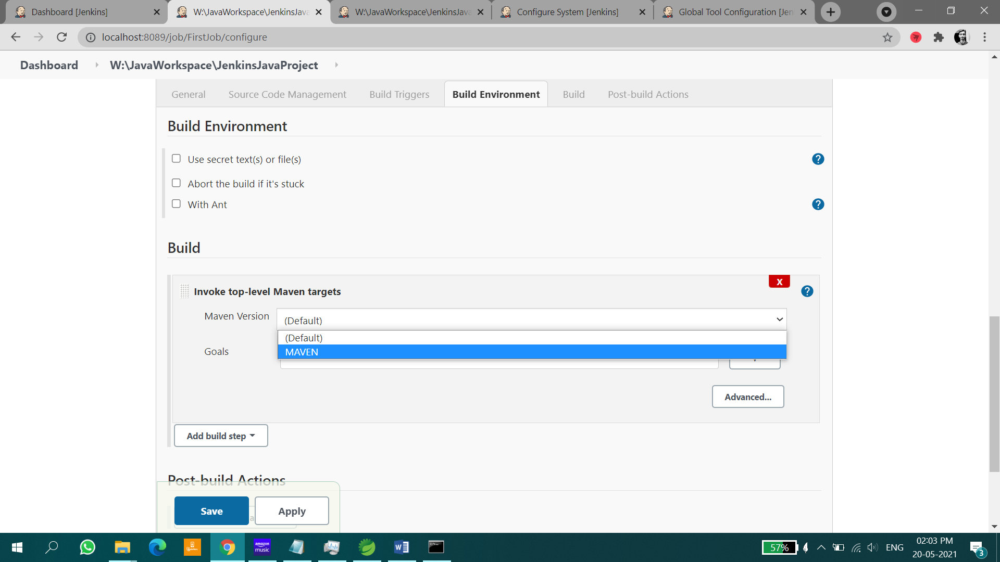 Dashboard [Jenkins]
W:\JavaWorkspace\JenkinsJava
W:\JavaWorkspace\JenkinsJava
Configure System [Jenkins]
Global Tool Configuration [Jen
localhost:8089/job/FirstJob/configure
Dashboard
W:\JavaWorkspace\JenkinsJavaProject
General
Source Code Management
Build Triggers
Build Environment
Build
Post-build Actions
Build Environment
Use secret text(s) or file(s)
?
Abort the build if it's stuck
With Ant
?
Build
X
Invoke top-level Maven targets
?
Maven Version
(Default)
(Default)
Goals
MAVEN
Advanced...
Add build step
Post-build Actions
Save
Apply
amazon
music
57%
ENG
02:03 PM
20-05-2021
3